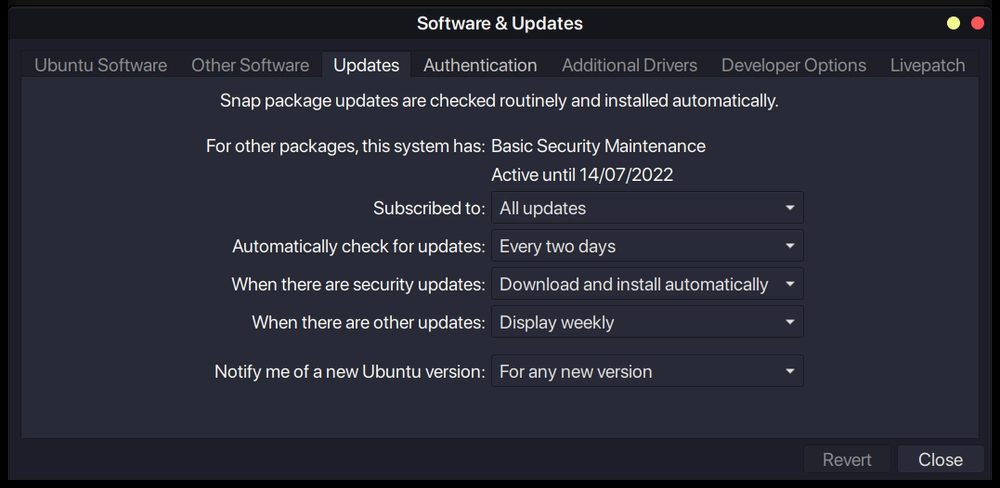 Software & Updates
Ubuntu Software Other Software Updates Authentication Additional Drivers Developer Options Livepatch
Snap package updates are checked routinely and installed automatically.
For other packages, this system has: Basic Security Maintenance
Active until 14/07/2022
Subscribed to: All updates
Automatically check for updates: Every two days
When there are security updates: Download and install automatically
When there are other updates: Display weekly
Notify me of a new Ubuntu version: For any new version
Revert Close